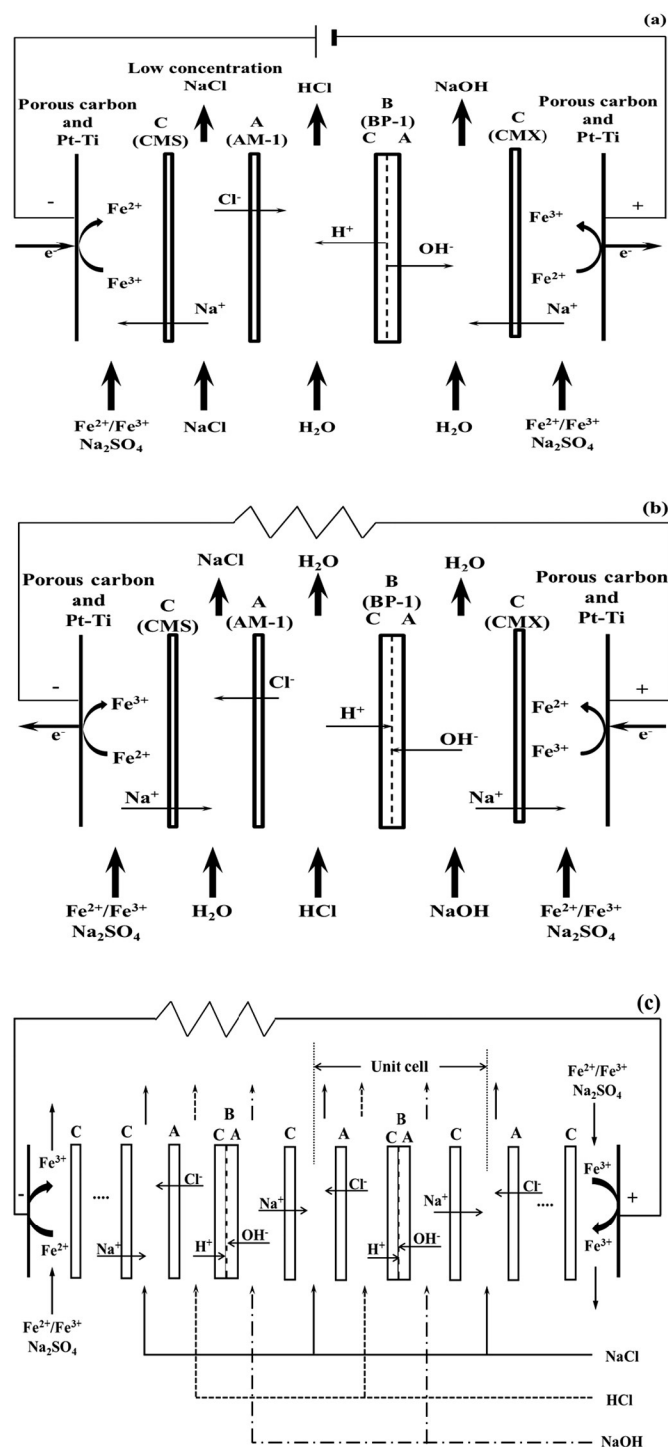 (a)
Low concentration
NaCl
HCl
NaOH
Porous carbon
and
Pt-Ti
C
(CMS)
A
(AM-1)
B
(BP-1)
C A
C
(CMX)
Porous carbon
and
Pt-Ti
-
Fe²⁺
e⁻
Fe³⁺
Cl⁻
H⁺
OH⁻
Na⁺
Fe³⁺
+
Fe²⁺
e⁻
Na⁺
Fe²⁺/Fe³⁺
Na₂SO₄
NaCl
H₂O
H₂O
Fe²⁺/Fe³⁺
Na₂SO₄
(b)
NaCl
H₂O
H₂O
Porous carbon
and
Pt-Ti
C
(CMS)
A
(AM-1)
B
(BP-1)
C A
C
(CMX)
Porous carbon
and
Pt-Ti
-
Fe³⁺
e⁻
Fe²⁺
Cl⁻
H⁺
OH⁻
Fe²⁺
+
Fe³⁺
e⁻
Na⁺
Na⁺
Fe²⁺/Fe³⁺
Na₂SO₄
H₂O
HCl
NaOH
Fe²⁺/Fe³⁺
Na₂SO₄
(c)
Unit cell
Fe²⁺/Fe³⁺
Na₂SO₄
C
C
A
B
C A
C
A
B
C A
C
A
C
-
Fe³⁺
Fe²⁺
....
Na⁺
Cl⁻
H⁺
OH⁻
Na⁺
Cl⁻
H⁺
OH⁻
Na⁺
Cl⁻
....
Fe³⁺
Fe³⁺
+
Fe²⁺/Fe³⁺
Na₂SO₄
NaCl
HCl
NaOH